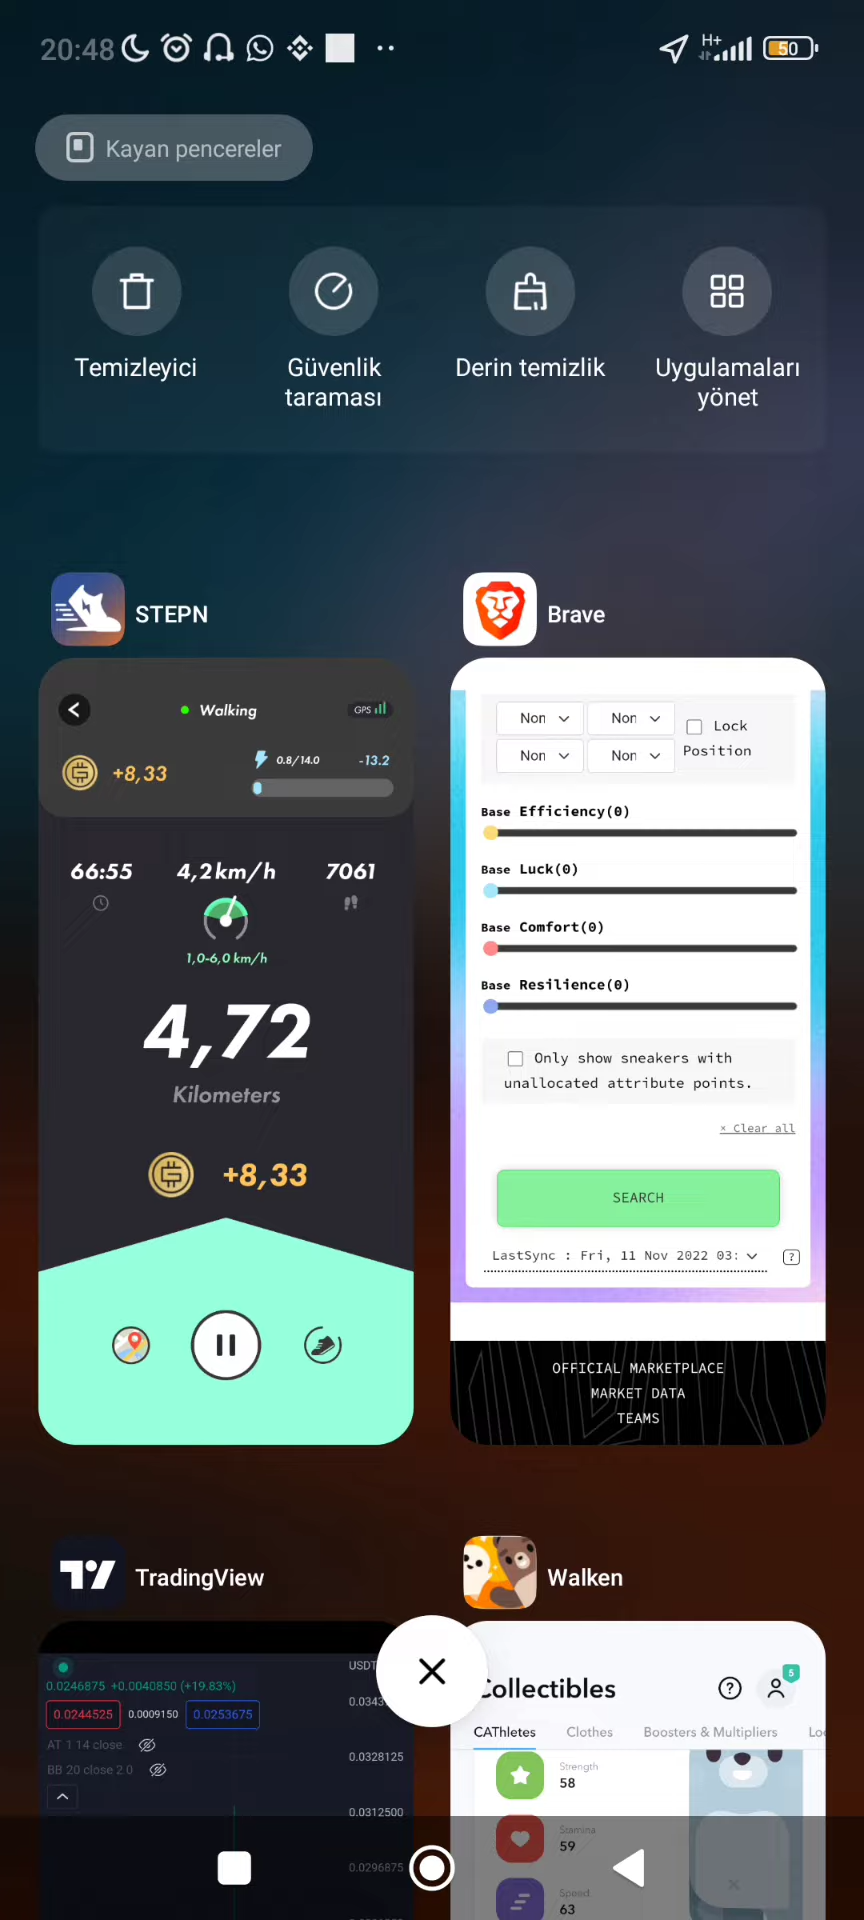 20:48
H+
50
Kayan pencereler
Temizleyici
Güvenlik taraması
Derin temizlik
Uygulamaları yönet
STEPN
Walking
GPS
+8,33
0.8/14.0
-13.2
66:55
4,2 km/h
7061
1,0-6,0 km/h
4,72
Kilometers
+8,33
Brave
Non
Non
Lock
Non
Non
Position
Base Efficiency(0)
Base Luck(0)
Base Comfort(0)
Base Resilience(0)
Only show sneakers with
unallocated attribute points.
× Clear all
SEARCH
LastSync : Fri, 11 Nov 2022 03:
?
OFFICIAL MARKETPLACE
MARKET DATA
TEAMS
TradingView
USDT
0.0246875 +0.0040850 (+19.83%)
0.0244525
0.0009150
0.0253675
AT 1 14 close
BB 20 close 2.0
0.0328125
0.0312500
0.0296875
Walken
Collectibles
?
5
CAThletes
Clothes
Boosters & Multipliers
Strength
58
Stamina
59
Speed
63